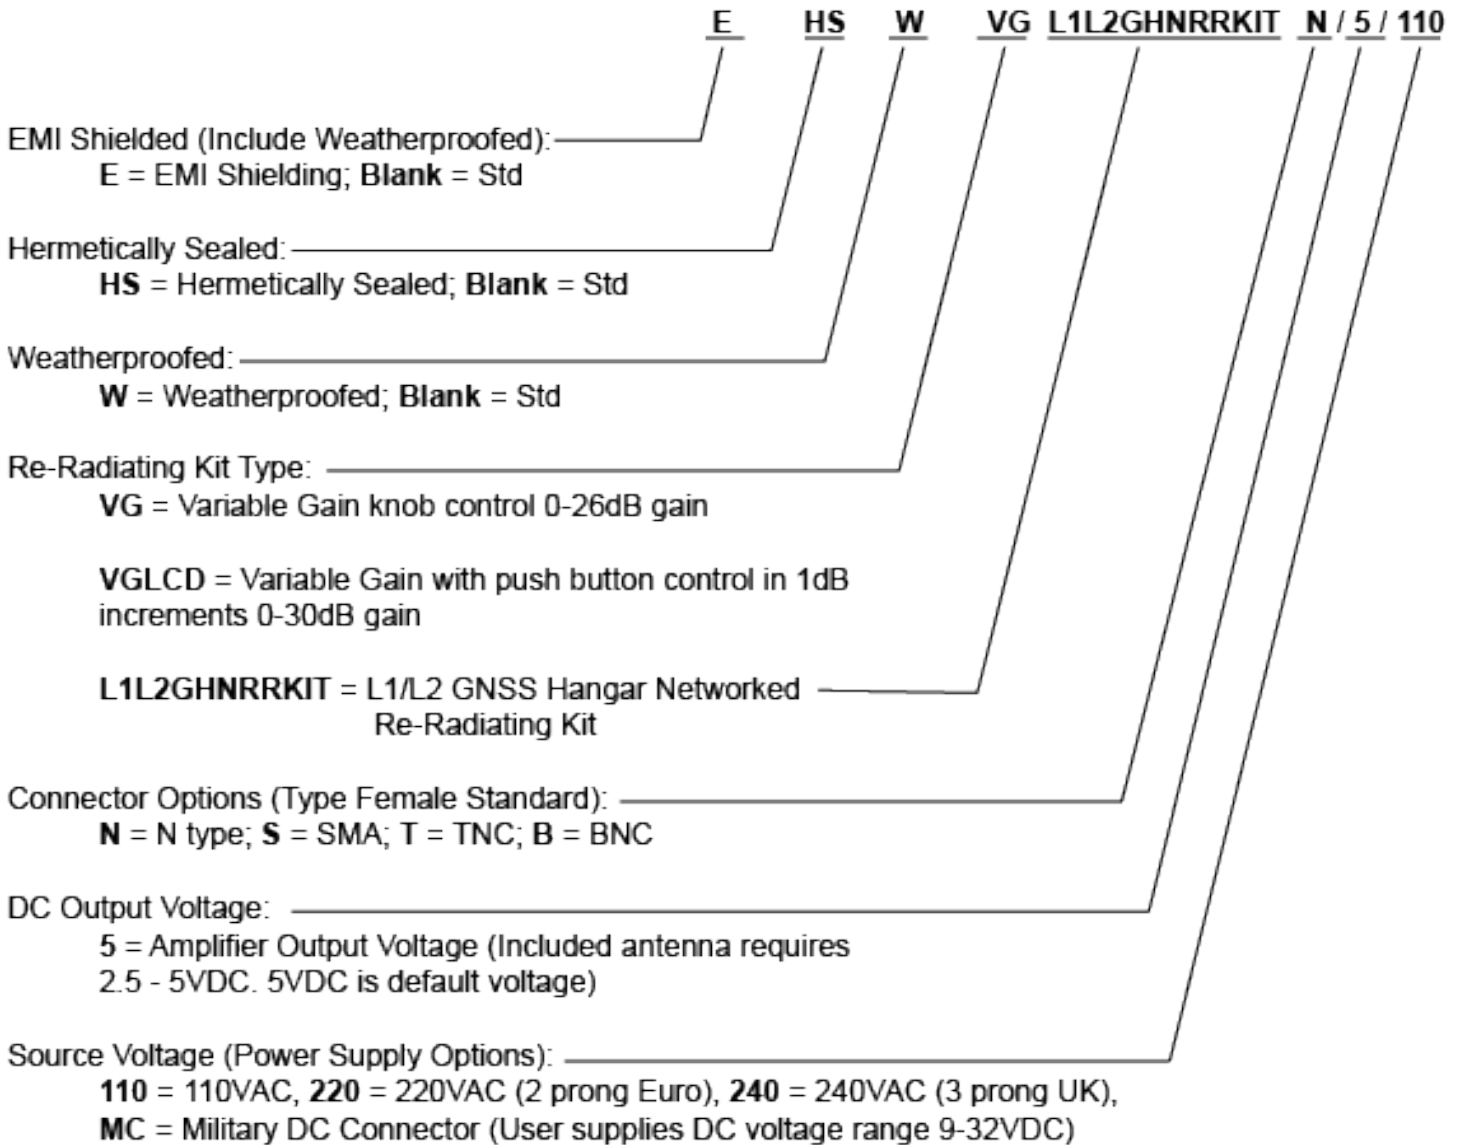 E HS W VG L1L2GHNRRKIT N / 5 / 110
EMI Shielded (Include Weatherproofed):
E = EMI Shielding; Blank = Std
Hermetically Sealed:
HS = Hermetically Sealed; Blank = Std
Weatherproofed:
W = Weatherproofed; Blank = Std
Re-Radiating Kit Type:
VG = Variable Gain knob control 0-26dB gain
VGLCD = Variable Gain with push button control in 1dB
increments 0-30dB gain
L1L2GHNRRKIT = L1/L2 GNSS Hangar Networked
Re-Radiating Kit
Connector Options (Type Female Standard):
N = N type; S = SMA; T = TNC; B = BNC
DC Output Voltage:
5 = Amplifier Output Voltage (Included antenna requires
2.5 - 5VDC. 5VDC is default voltage)
Source Voltage (Power Supply Options):
110 = 110VAC, 220 = 220VAC (2 prong Euro), 240 = 240VAC (3 prong UK),
MC = Military DC Connector (User supplies DC voltage range 9-32VDC)